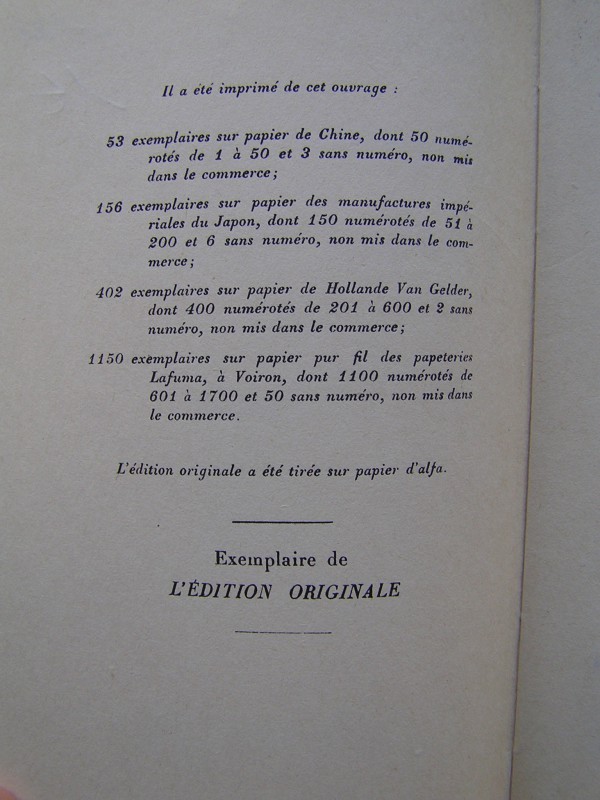 Il a été imprimé de cet ouvrage :
53 exemplaires sur papier de Chine, dont 50 numé-
rotés de 1 à 50 et 3 sans numéro, non mis
dans le commerce ;
156 exemplaires sur papier des manufactures impé-
riales du Japon, dont 150 numérotés de 51 à
200 et 6 sans numéro, non mis dans le com-
merce ;
402 exemplaires sur papier de Hollande Van Gelder,
dont 400 numérotés de 201 à 600 et 2 sans
numéro, non mis dans le commerce ;
1150 exemplaires sur papier pur fil des papeteries
Lafuma, à Voiron, dont 1100 numérotés de
601 à 1700 et 50 sans numéro, non mis dans
le commerce.
L'édition originale a été tirée sur papier d'alfa.
Exemplaire de
L'ÉDITION ORIGINALE